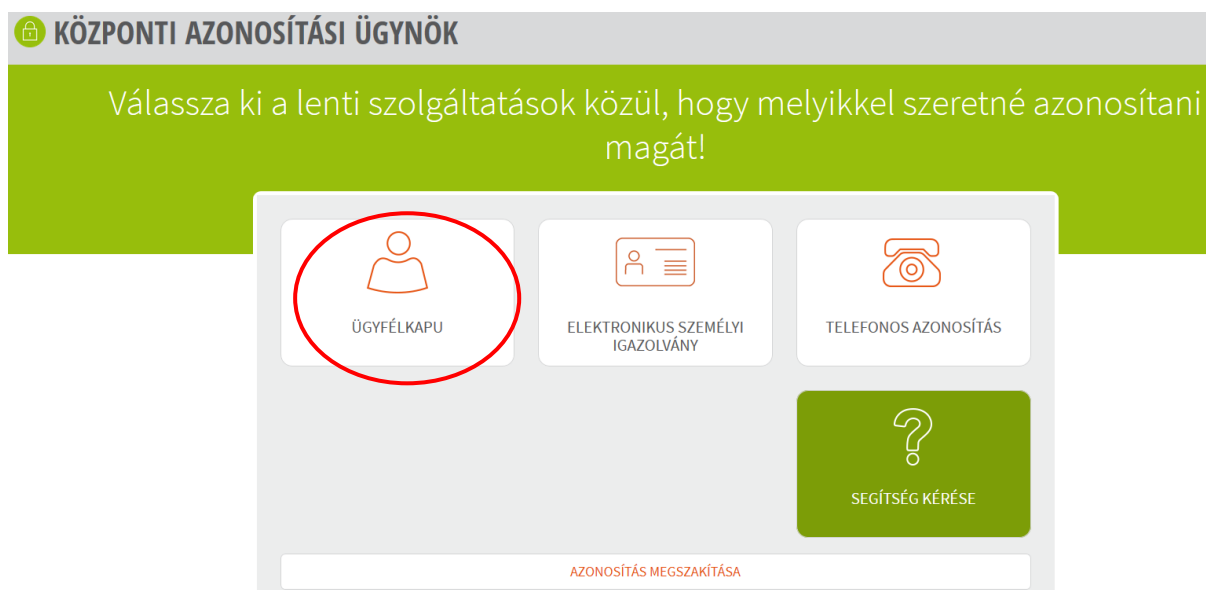 KÖZPONTI AZONOSÍTÁSI ÜGYNÖK
Válassza ki a lenti szolgáltatások közül, hogy melyikkel szeretné azonosítani
magát!
ÜGYFÉLKAPU
ELEKTRONIKUS SZEMÉLYI
IGAZOLVÁNY
TELEFONOS AZONOSÍTÁS
SEGÍTSÉG KÉRÉSE
AZONOSÍTÁS MEGSZAKÍTÁSA